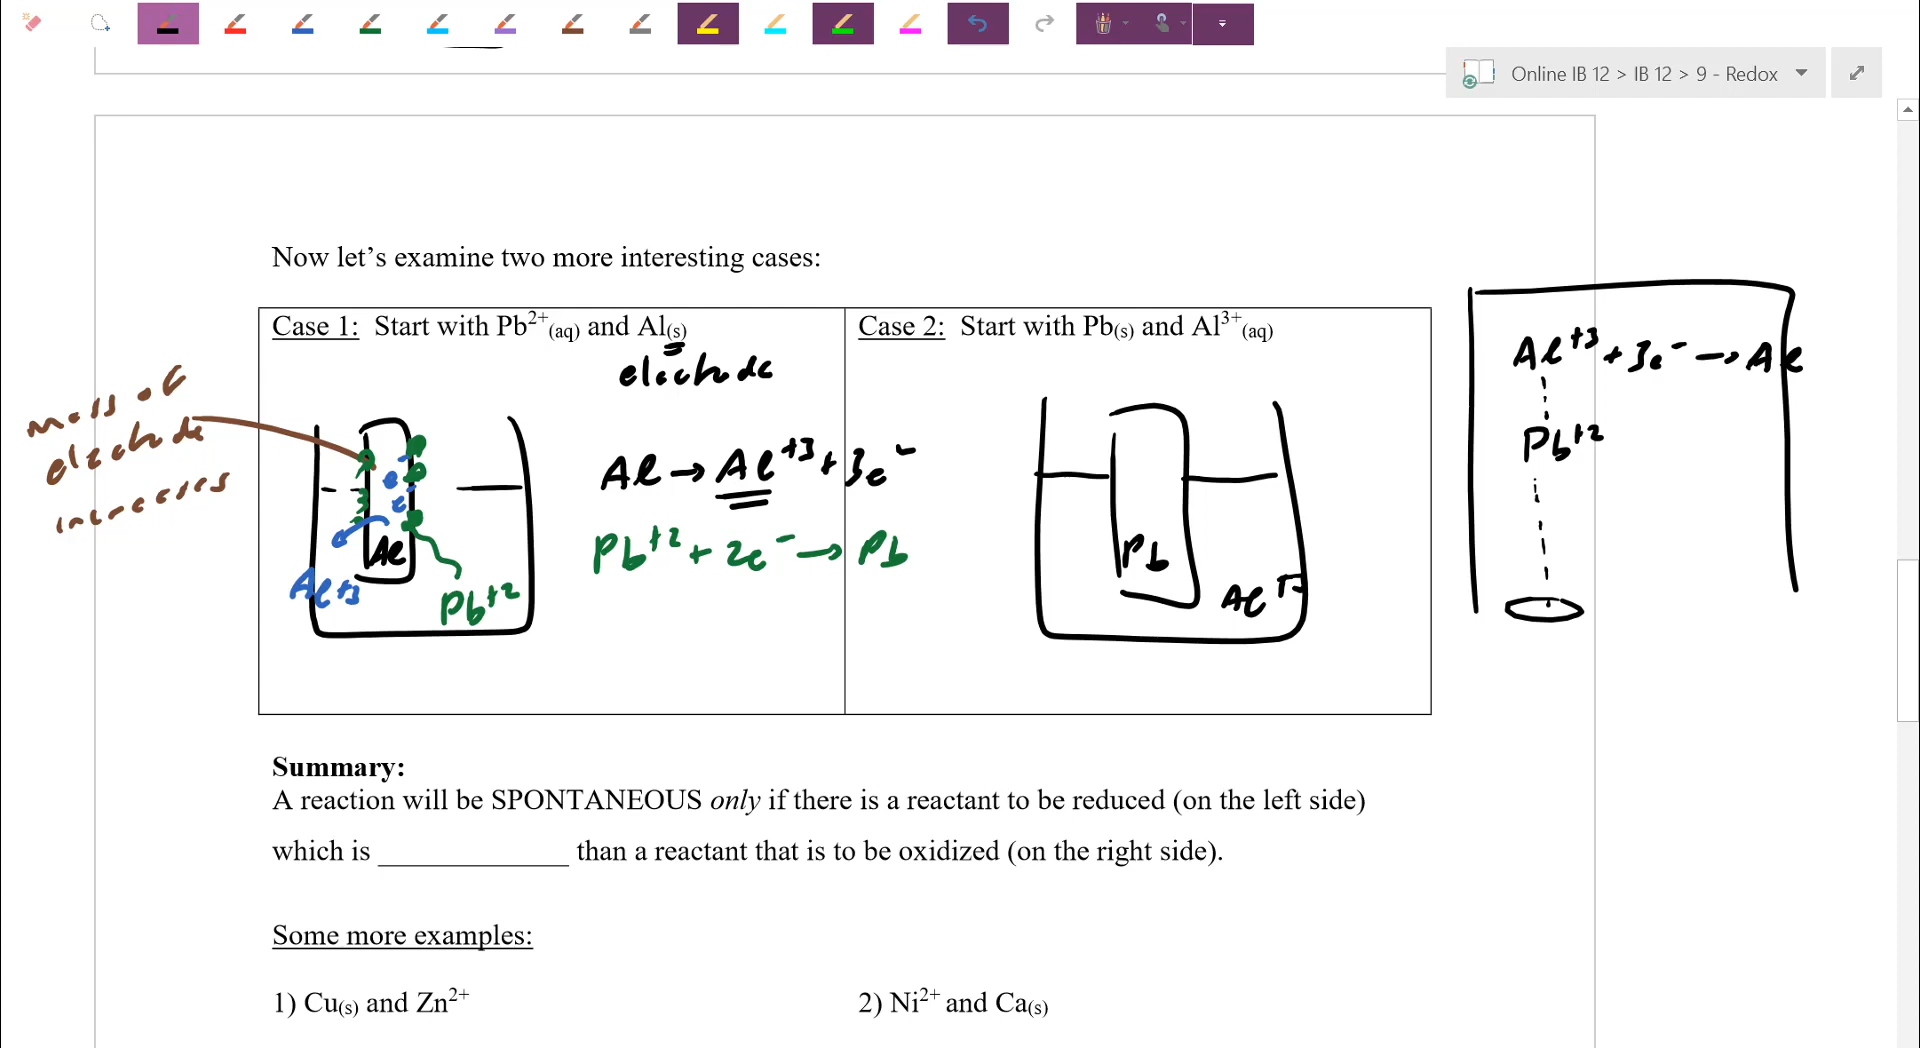 Online IB 12 > IB 12 > 9 - Redox
Now let’s examine two more interesting cases:
Case 1: Start with Pb²⁺(aq) and Al(s)
electrode
mass of
electrode
increases
Al → Al⁺³ + 3e⁻
Pb⁺² + 2e⁻ → Pb
e⁻
e⁻
Al
Al⁺³
Pb⁺²
Case 2: Start with Pb(s) and Al³⁺(aq)
Pb
Al
Al⁺³ + 3e⁻ → Al
Pb⁺²
Summary:
A reaction will be SPONTANEOUS only if there is a reactant to be reduced (on the left side)
which is _____________ than a reactant that is to be oxidized (on the right side).
Some more examples:
1) Cu(s) and Zn²⁺
2) Ni²⁺ and Ca(s)